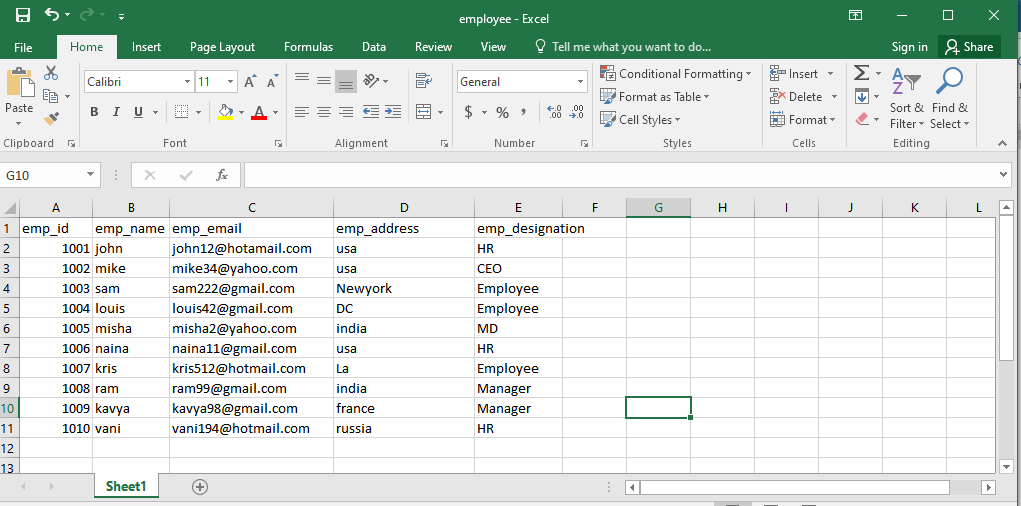 employee - Excel
File Home Insert Page Layout Formulas Data Review View Tell me what you want to do... Sign in Share
Calibri 11 General Conditional Formatting Insert Σ
Paste Format as Table Delete Sort & Find &
B I U A $ % , Cell Styles Format Filter Select
Clipboard Font Alignment Number Styles Cells Editing
G10 fx
A B C D E F G H I J K L
1 emp_id emp_name emp_email emp_address emp_designation
2 1001 john john12@hotamail.com usa HR
3 1002 mike mike34@yahoo.com usa CEO
4 1003 sam sam222@gmail.com Newyork Employee
5 1004 louis louis42@gmail.com DC Employee
6 1005 misha misha2@yahoo.com india MD
7 1006 naina naina11@gmail.com usa HR
8 1007 kris kris512@hotmail.com La Employee
9 1008 ram ram99@gmail.com india Manager
10 1009 kavya kavya98@gmail.com france Manager
11 1010 vani vani194@hotmail.com russia HR
12
13
Sheet1